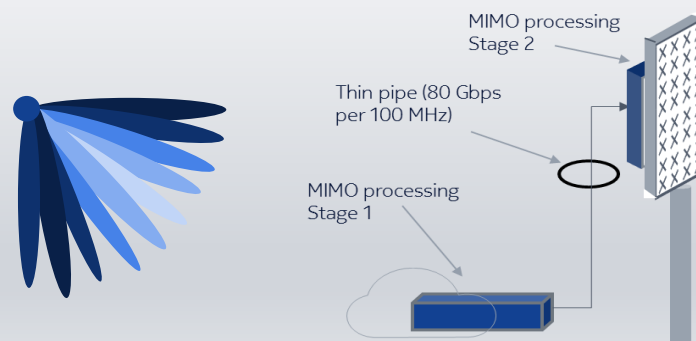 MIMO processing
Stage 2
Thin pipe (80 Gbps
per 100 MHz)
MIMO processing
Stage 1